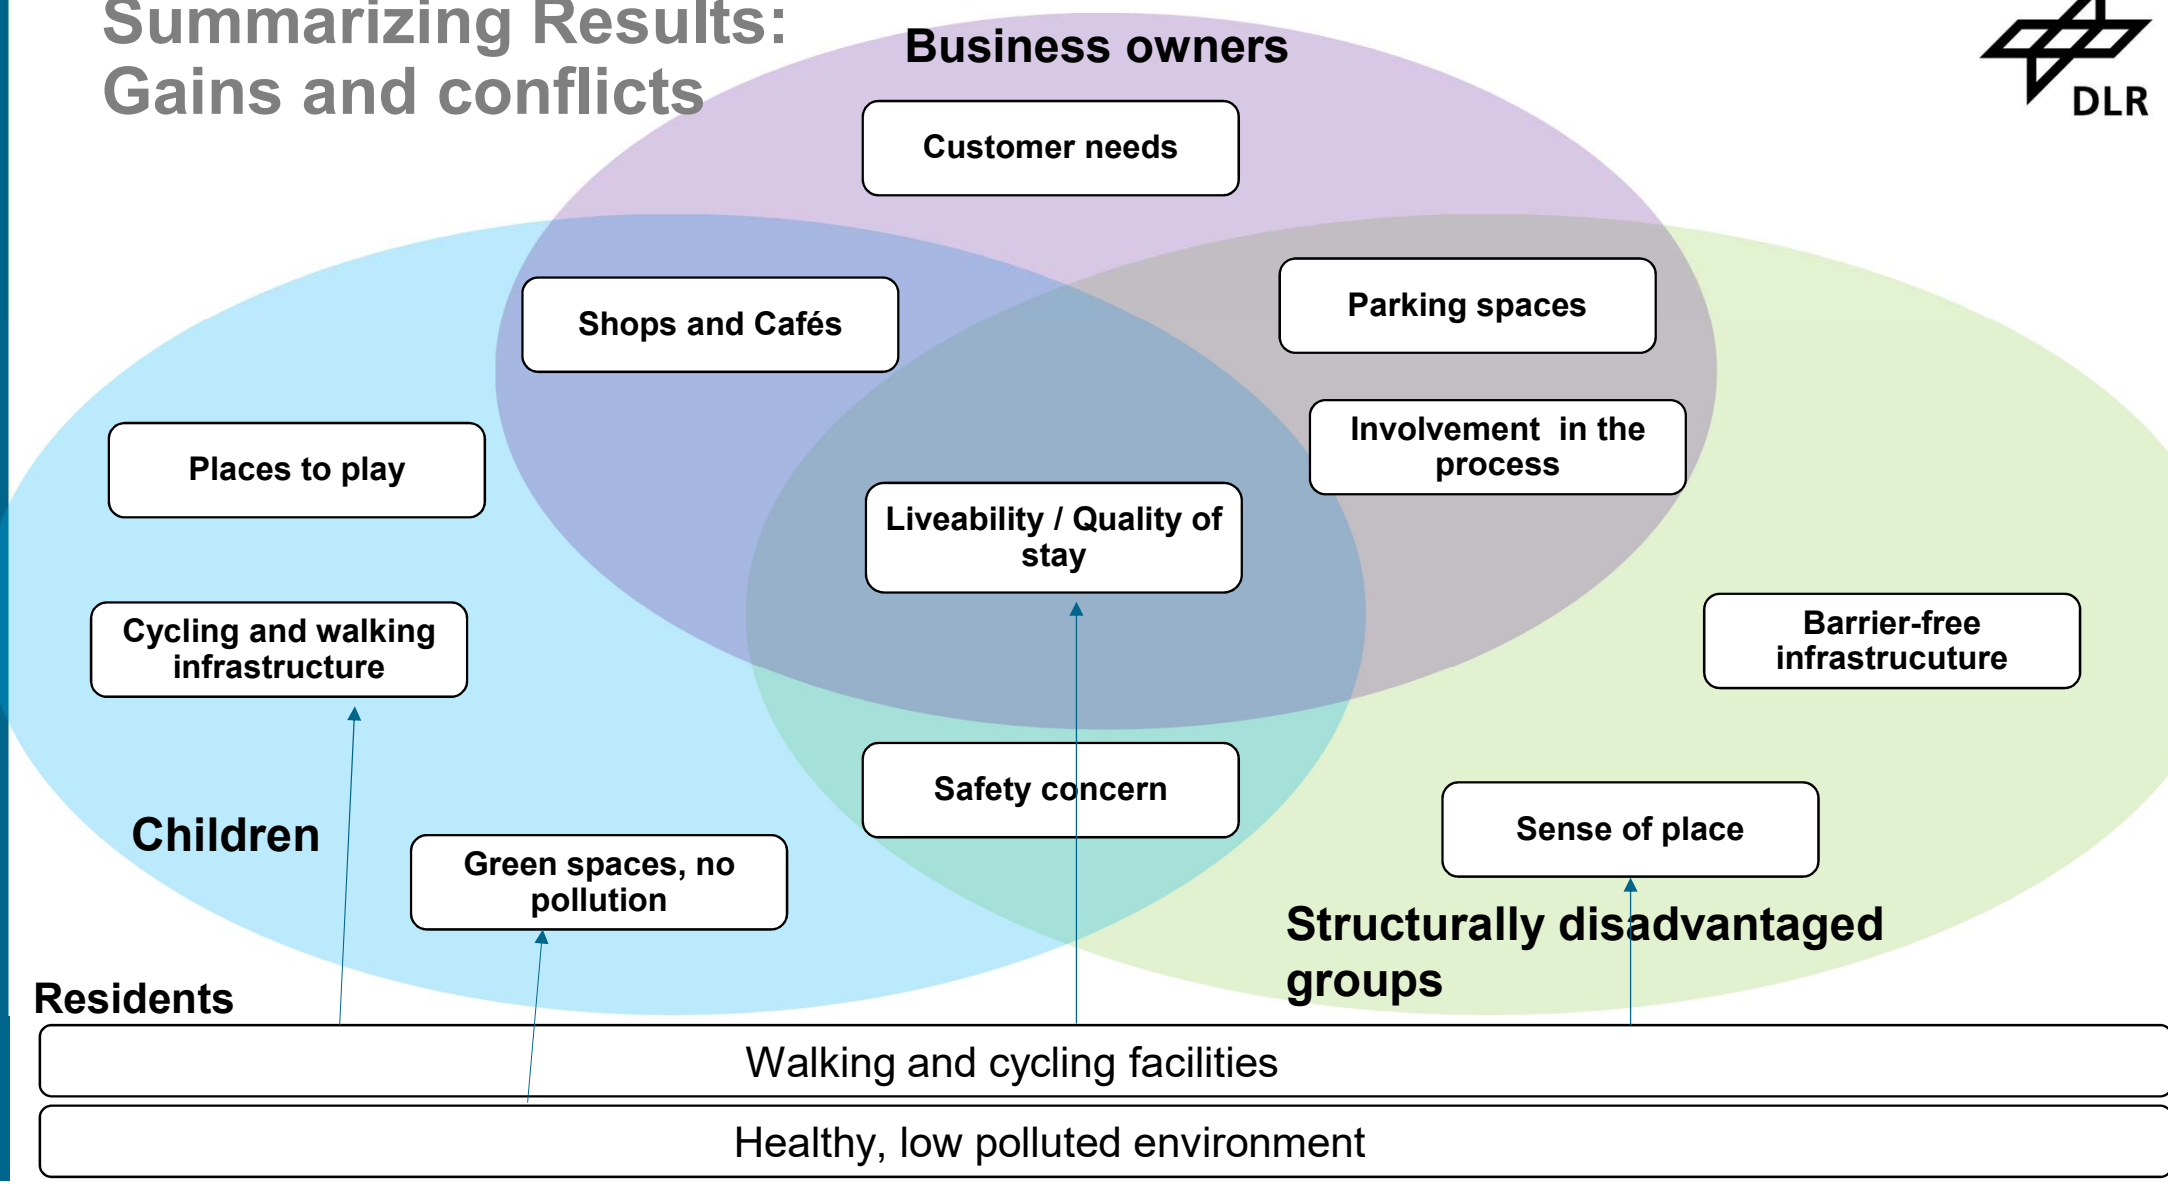 Summarizing Results:
Gains and conflicts
Business owners
DLR
Customer needs
Shops and Cafés
Parking spaces
Involvement  in the
process
Places to play
Liveability / Quality of
stay
Cycling and walking
infrastructure
Barrier-free
infrastrucuture
Safety concern
Sense of place
Children
Green spaces, no
pollution
Structurally disadvantaged
groups
Residents
Walking and cycling facilities
Healthy, low polluted environment